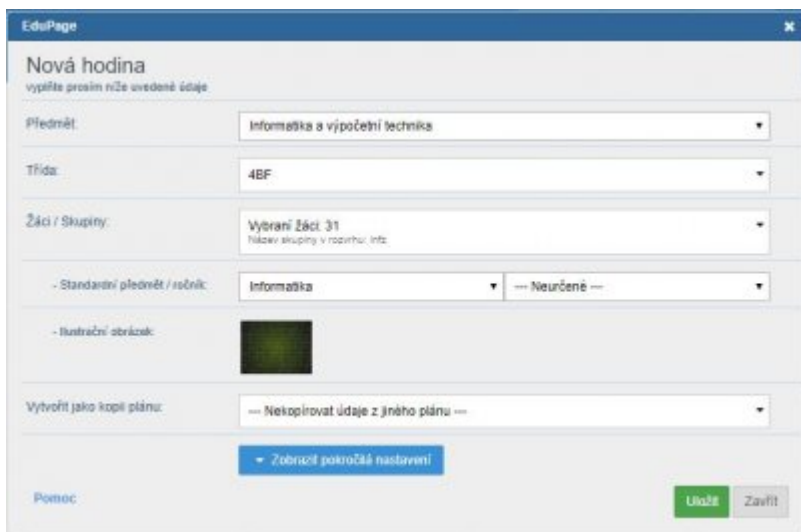 EduPage
Nová hodina
vyplňte prosím níže uvedené údaje
Předmět:
Informatika a výpočetní technika
Třída:
4BF
Žáci / Skupiny:
Vybraní žáci: 31
Název skupiny v rozvrhu: Infz
- Standardní předmět / ročník:
Informatika
--- Neurčené ---
- Ilustrační obrázek:
Vytvořit jako kopii plánu:
--- Nekopírovat údaje z jiného plánu ---
Zobrazit pokročilá nastavení
Pomoc
Uložit
Zavřít